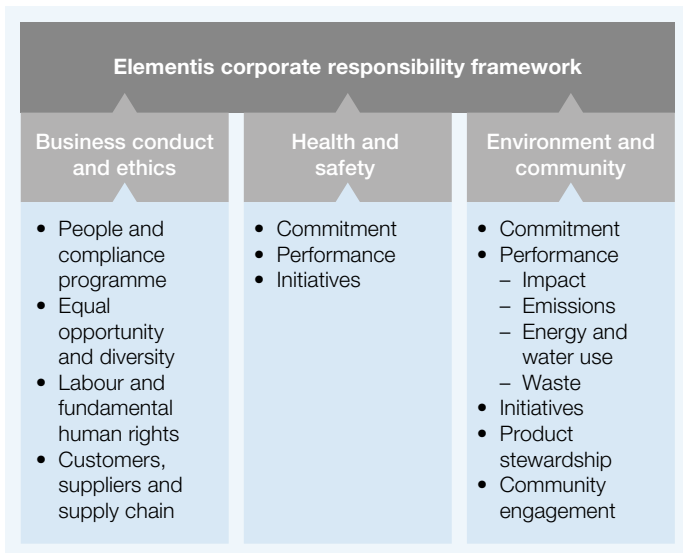 Elementis corporate responsibility framework
Business conduct
and ethics
• People and
compliance
programme
• Equal
opportunity
and diversity
• Labour and
fundamental
human rights
• Customers,
suppliers and
supply chain
Health and
safety
• Commitment
• Performance
• Initiatives
Environment and
community
• Commitment
• Performance
– Impact
– Emissions
– Energy and
water use
– Waste
• Initiatives
• Product
stewardship
• Community
engagement